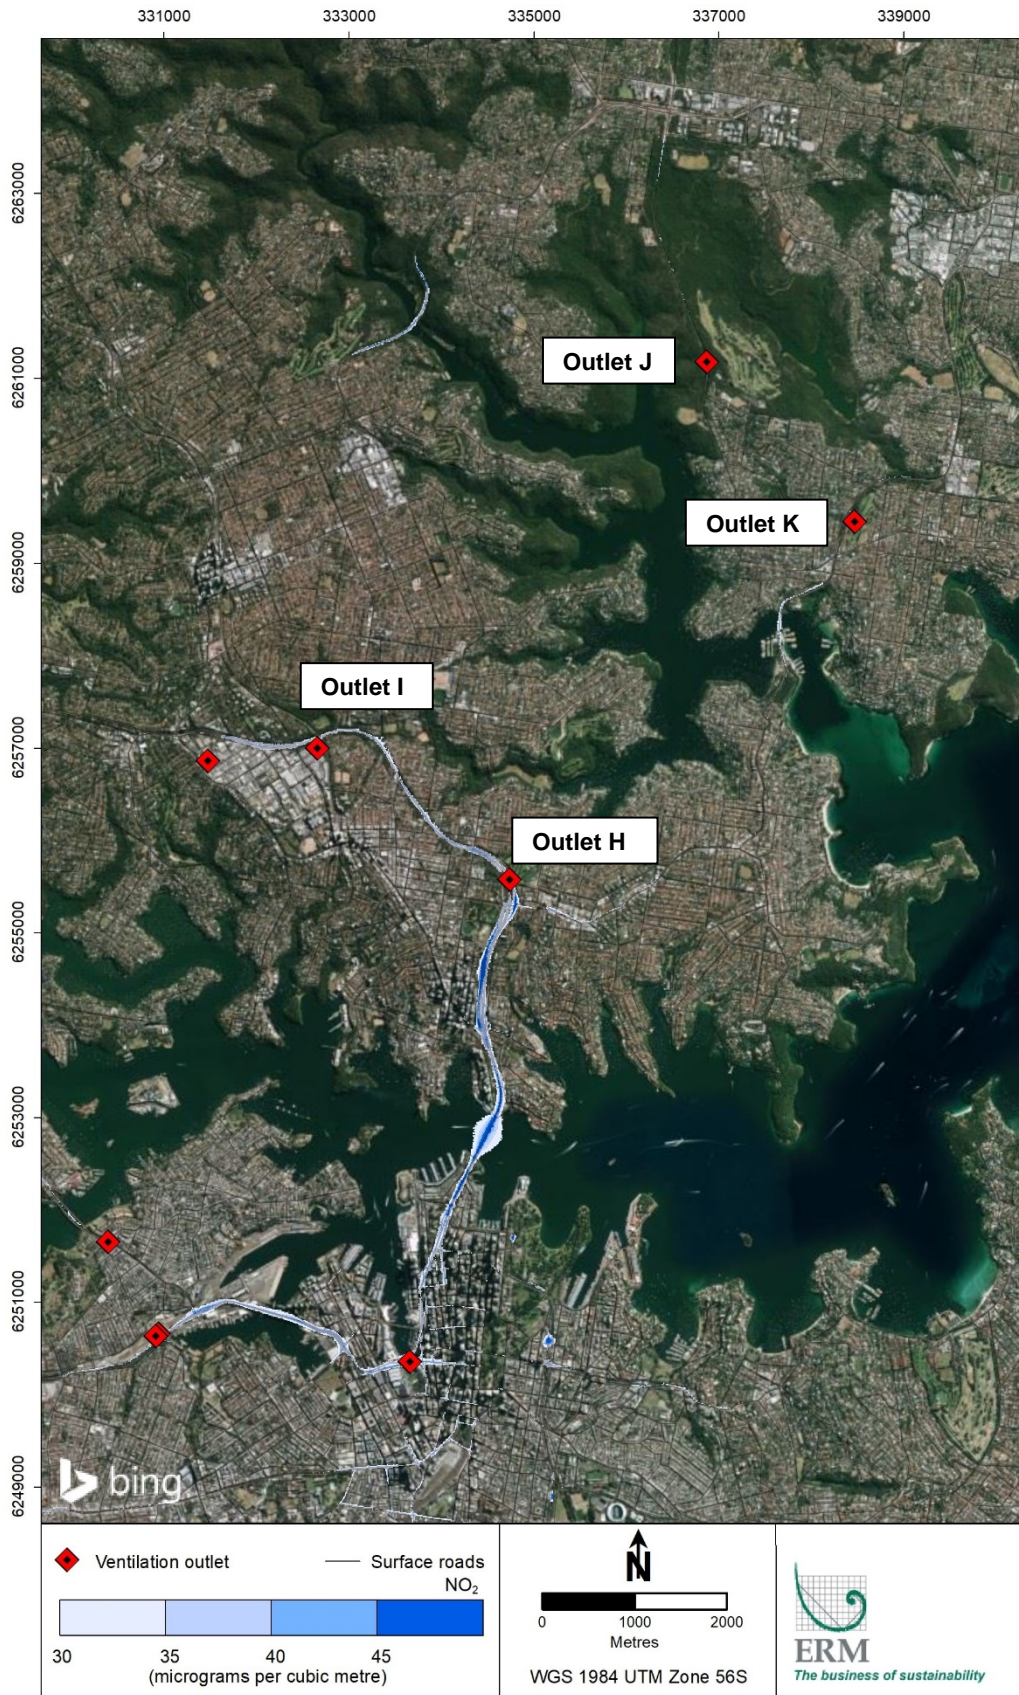 331000 333000 335000 337000 339000
6263000
6261000
6259000
6257000
6255000
6253000
6251000
6249000
Outlet J
Outlet K
Outlet I
Outlet H
bing
Ventilation outlet
Surface roads
NO₂
30 35 40 45
(micrograms per cubic metre)
N
0 1000 2000
Metres
WGS 1984 UTM Zone 56S
ERM
The business of sustainability